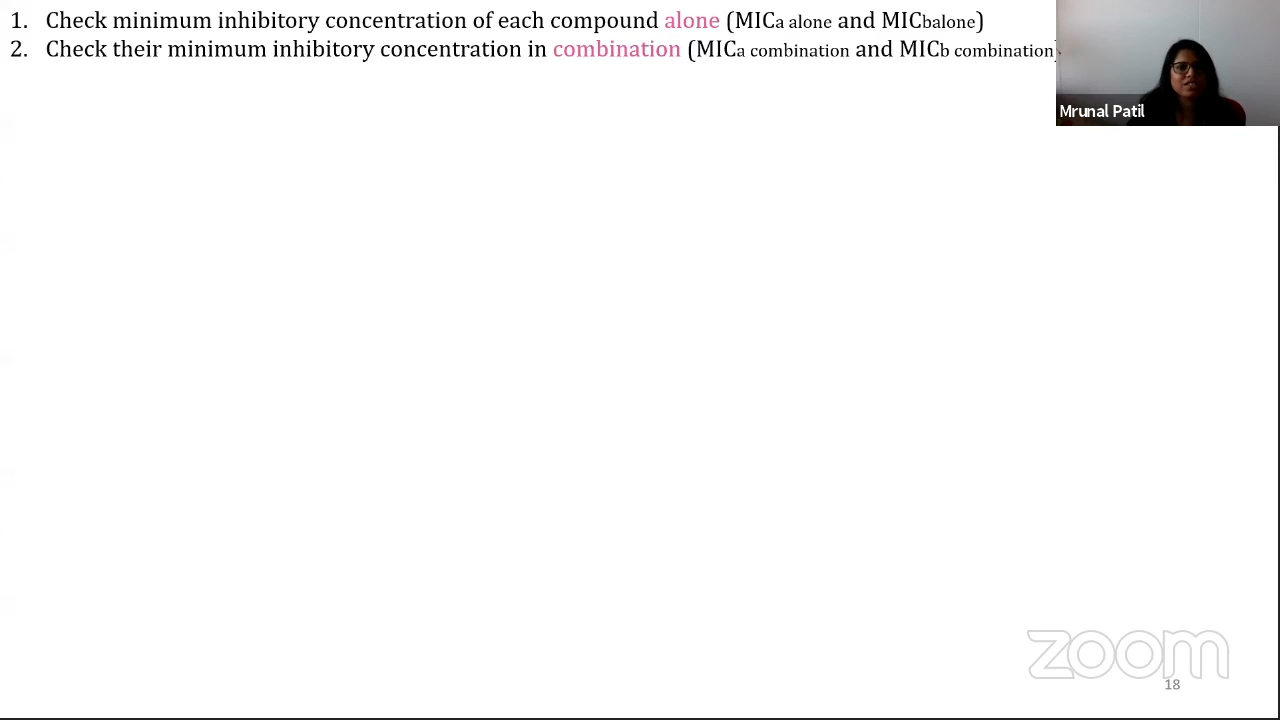 1. Check minimum inhibitory concentration of each compound alone (MICa alone and MICbalone)
2. Check their minimum inhibitory concentration in combination (MICa combination and MICb combination)
Mrunal Patil
zoom
18